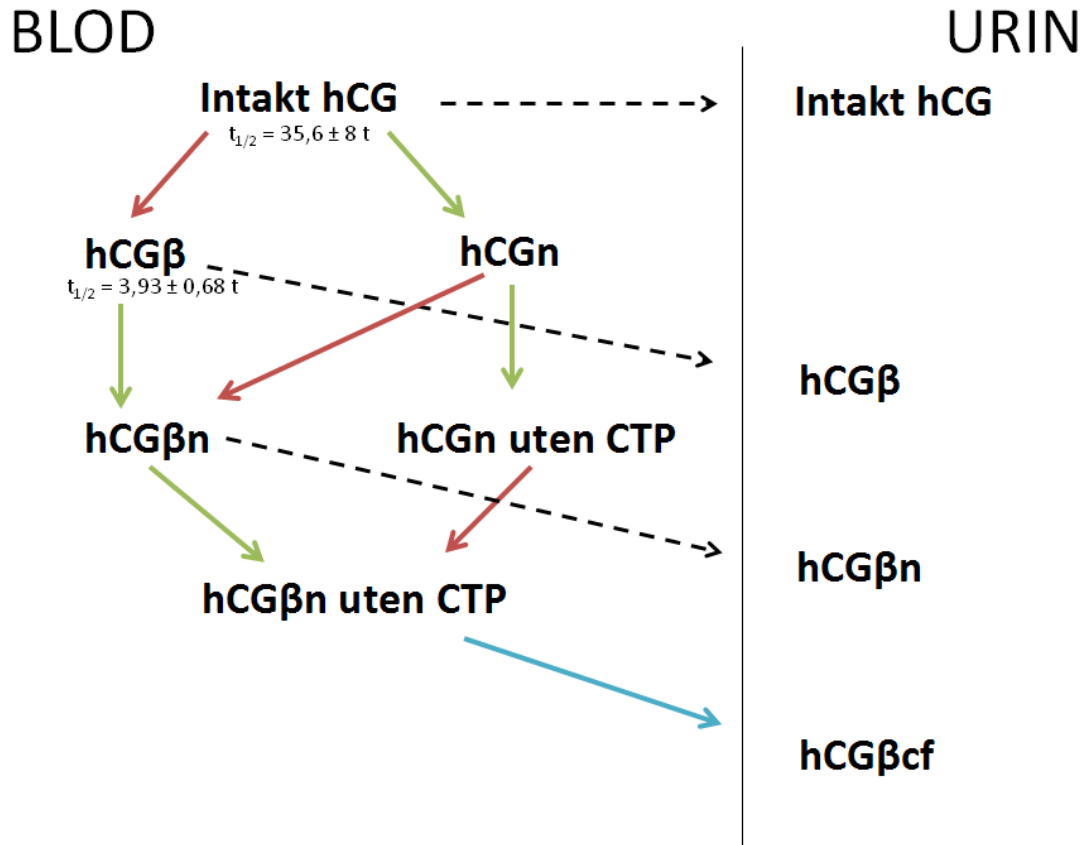 BLOD
URIN
Intakt hCG
Intakt hCG
t1/2 = 35,6 ± 8 t
hCGβ
hCGn
t1/2 = 3,93 ± 0,68 t
hCGβ
hCGβn
hCGn uten CTP
hCGβn
hCGβn uten CTP
hCGβcf